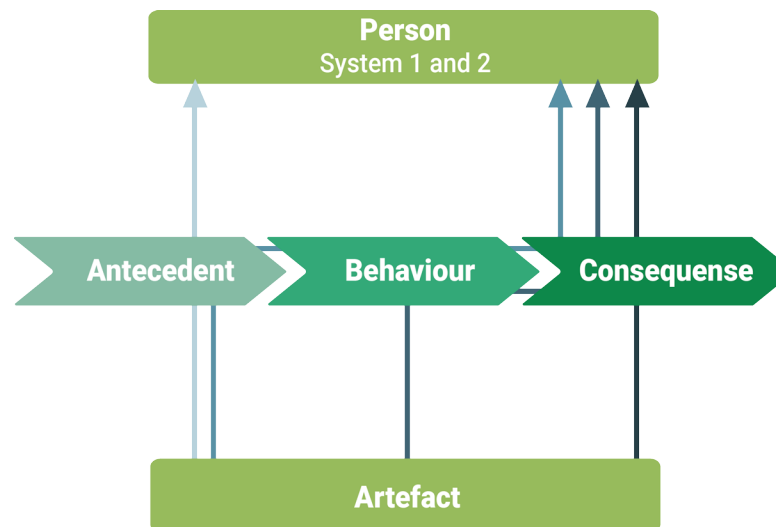 Person
System 1 and 2
Antecedent
Behaviour
Consequense
Artefact